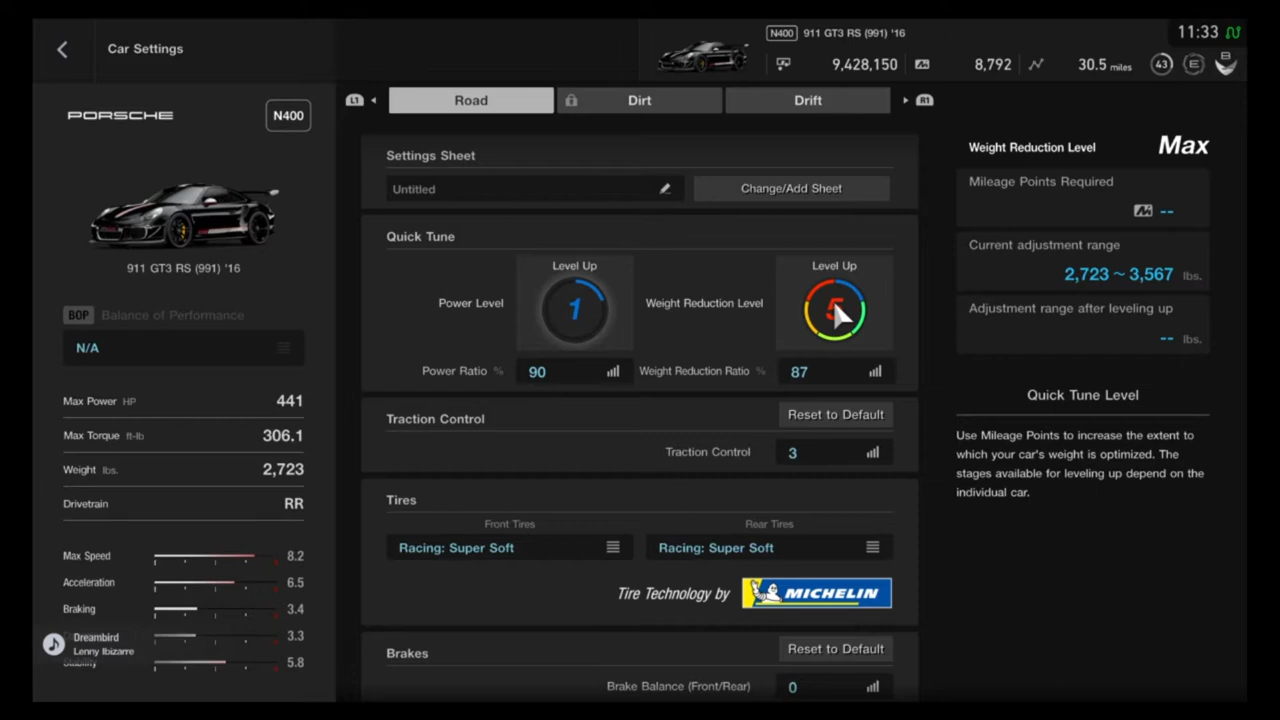 Car Settings
N400 911 GT3 RS (991) '16
9,428,150 8,792 30.5 miles 43 E B
11:33
PORSCHE N400
911 GT3 RS (991) '16
BOP Balance of Performance
N/A
Max Power HP 441
Max Torque ft-lb 306.1
Weight lbs. 2,723
Drivetrain RR
Max Speed 8.2
Acceleration 6.5
Braking 3.4
3.3
Stability 5.8
Dreambird
Lenny Ibizarre
L1 Road Dirt Drift R1
Settings Sheet
Untitled Change/Add Sheet
Quick Tune
Level Up Level Up
Power Level 1 Weight Reduction Level 5
Power Ratio % 90 Weight Reduction Ratio % 87
Traction Control Reset to Default
Traction Control 3
Tires
Front Tires Rear Tires
Racing: Super Soft Racing: Super Soft
Tire Technology by MICHELIN
Brakes Reset to Default
Brake Balance (Front/Rear) 0
Weight Reduction Level Max
Mileage Points Required
--
Current adjustment range
2,723 ~ 3,567 lbs.
Adjustment range after leveling up
-- lbs.
Quick Tune Level
Use Mileage Points to increase the extent to
which your car's weight is optimized. The
stages available for leveling up depend on the
individual car.